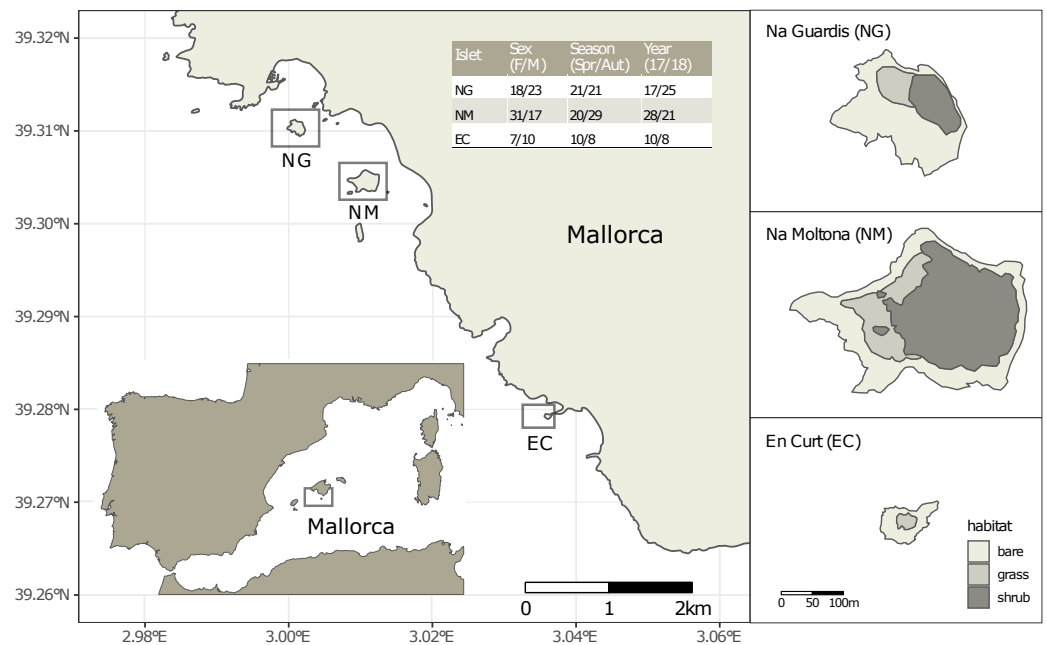 39.32°N
39.31°N
39.30°N
39.29°N
39.28°N
39.27°N
39.26°N
2.98°E 3.00°E 3.02°E 3.04°E 3.06°E
Islet Sex (F/M) Season (Spr/Aut) Year (17/18)
NG 18/23 21/21 17/25
NM 31/17 20/29 28/21
EC 7/10 10/8 10/8
NG
NM
Mallorca
EC
Mallorca
0 1 2km
Na Guardis (NG)
Na Moltona (NM)
En Curt (EC)
habitat
bare
grass
shrub
0 50 100m